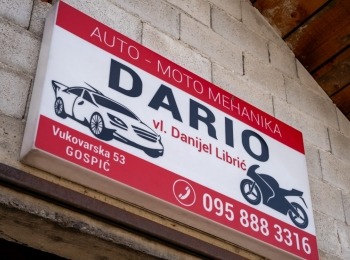 AUTO - MOTO MEHANIKA
DARIO
vl. Danijel Librić
Vukovarska 53
GOSPIĆ
095 888 3316